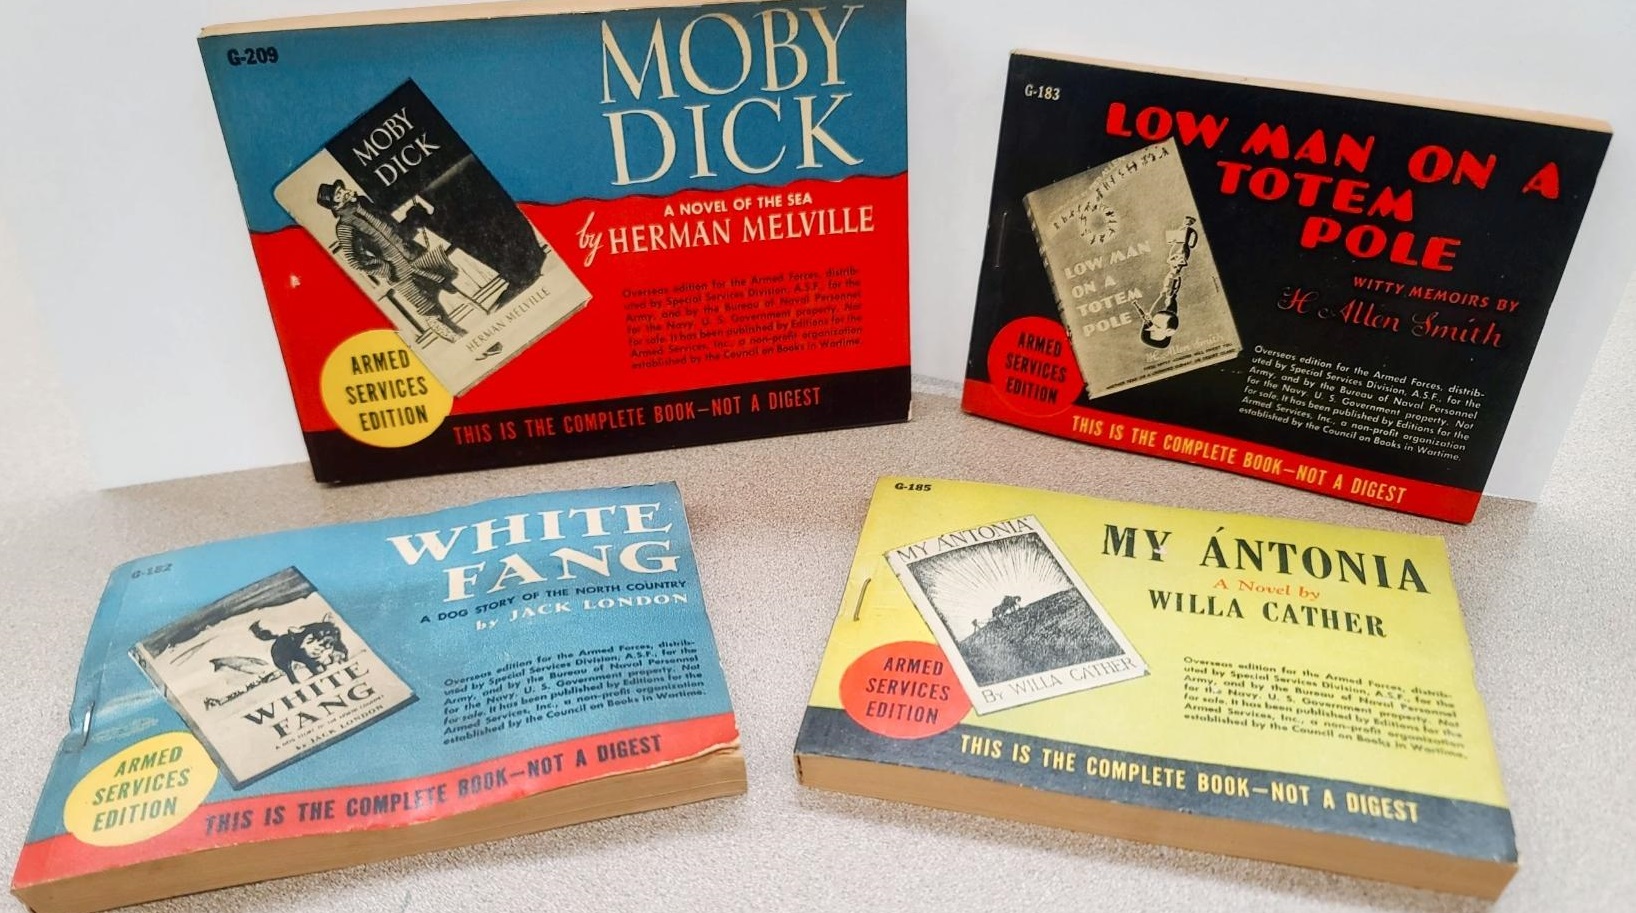 G-209
MOBY
DICK
A NOVEL OF THE SEA
by HERMAN MELVILLE
MOBY
DICK
HERMAN MELVILLE
Overseas edition for the Armed Forces, distrib-
uted by Special Services Division, A.S.F., for the
Army, and by the Bureau of Naval Personnel
for the Navy. U. S. Government property. Not
for sale. It has been published by Editions for the
Armed Services, Inc., a non-profit organization
established by the Council on Books in Wartime.
ARMED
SERVICES
EDITION
THIS IS THE COMPLETE BOOK—NOT A DIGEST
G-183
LOW MAN ON A
TOTEM
POLE
WITTY MEMOIRS BY
H. Allen Smith
LOW MAN
ON A
TOTEM
POLE
H. Allen Smith
Overseas edition for the Armed Forces, distrib-
uted by Special Services Division, A.S.F., for the
Army, and by the Bureau of Naval Personnel
for the Navy. U. S. Government property. Not
for sale. It has been published by Editions for the
Armed Services, Inc., a non-profit organization
established by the Council on Books in Wartime.
ARMED
SERVICES
EDITION
THIS IS THE COMPLETE BOOK—NOT A DIGEST
G-182
WHITE
FANG
A DOG STORY OF THE NORTH COUNTRY
by JACK LONDON
WHITE
FANG
by JACK LONDON
Overseas edition for the Armed Forces, distrib-
uted by Special Services Division, A.S.F., for the
Army, and by the Bureau of Naval Personnel
for the Navy. U. S. Government property. Not
for sale. It has been published by Editions for the
Armed Services, Inc., a non-profit organization
established by the Council on Books in Wartime.
ARMED
SERVICES
EDITION
THIS IS THE COMPLETE BOOK—NOT A DIGEST
G-185
MY ÁNTONIA
A Novel by
WILLA CATHER
MY ÁNTONIA
BY WILLA CATHER
Overseas edition for the Armed Forces, distrib-
uted by Special Services Division, A.S.F., for the
Army, and by the Bureau of Naval Personnel
for the Navy. U. S. Government property. Not
for sale. It has been published by Editions for the
Armed Services, Inc., a non-profit organization
established by the Council on Books in Wartime.
ARMED
SERVICES
EDITION
THIS IS THE COMPLETE BOOK—NOT A DIGEST